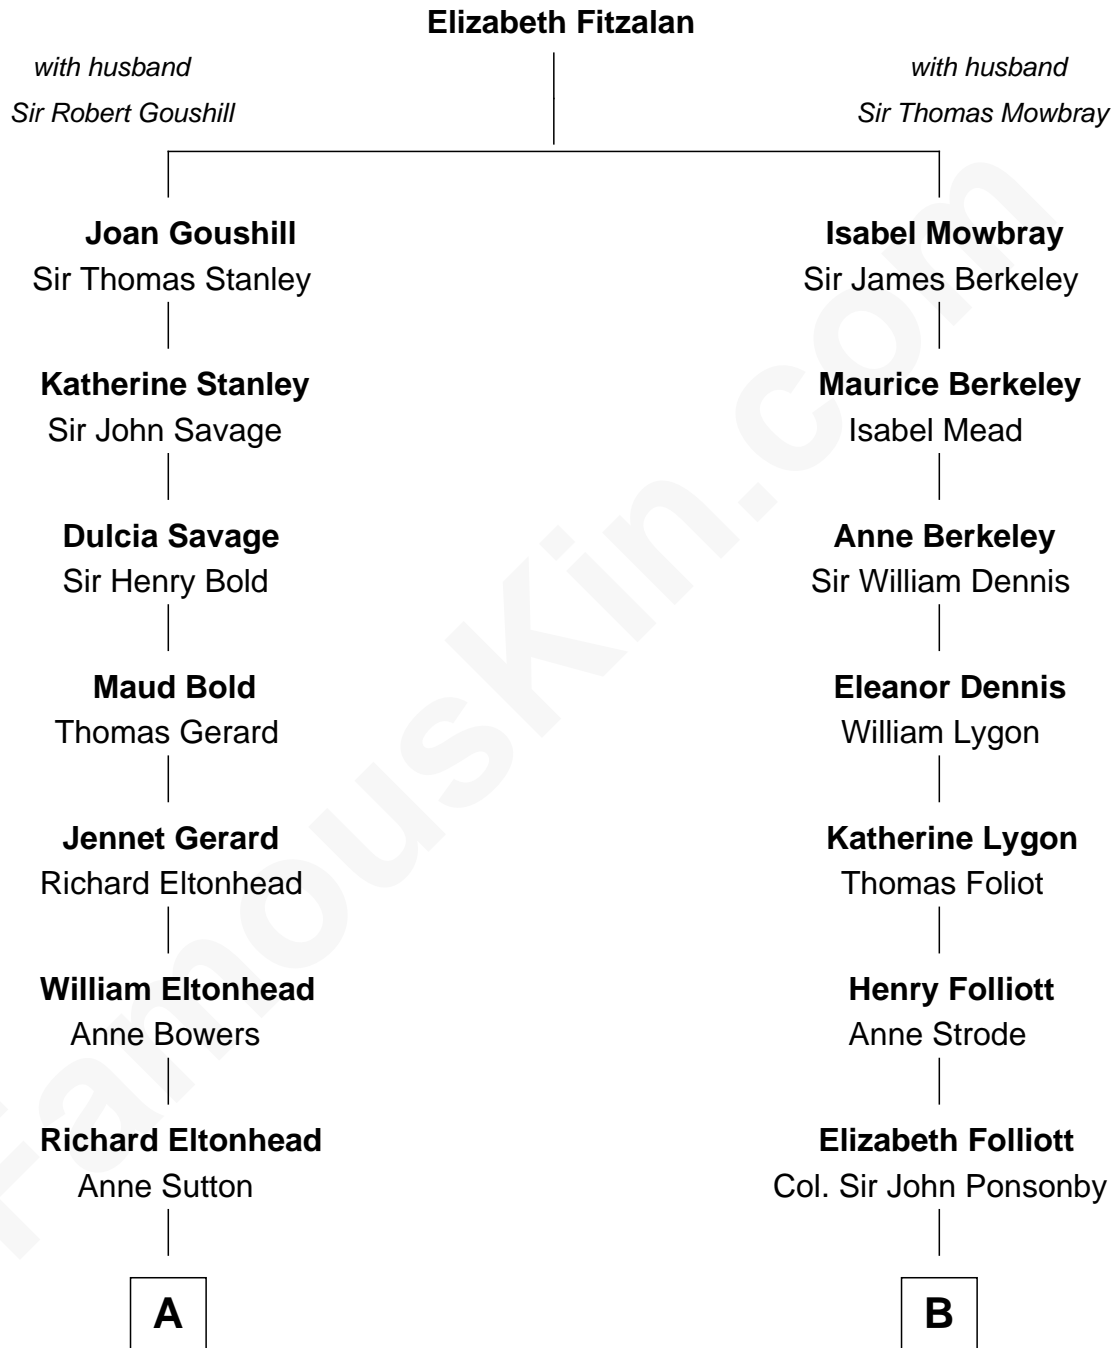 Elizabeth Fitzalan
with husband
Sir Robert Goushill
with husband
Sir Thomas Mowbray
Joan Goushill
Sir Thomas Stanley
Isabel Mowbray
Sir James Berkeley
Katherine Stanley
Sir John Savage
Maurice Berkeley
Isabel Mead
Dulcia Savage
Sir Henry Bold
Anne Berkeley
Sir William Dennis
Maud Bold
Thomas Gerard
Eleanor Dennis
William Lygon
Jennet Gerard
Richard Eltonhead
Katherine Lygon
Thomas Foliot
William Eltonhead
Anne Bowers
Henry Folliott
Anne Strode
Richard Eltonhead
Anne Sutton
Elizabeth Folliott
Col. Sir John Ponsonby
A
B
FamousKin.com